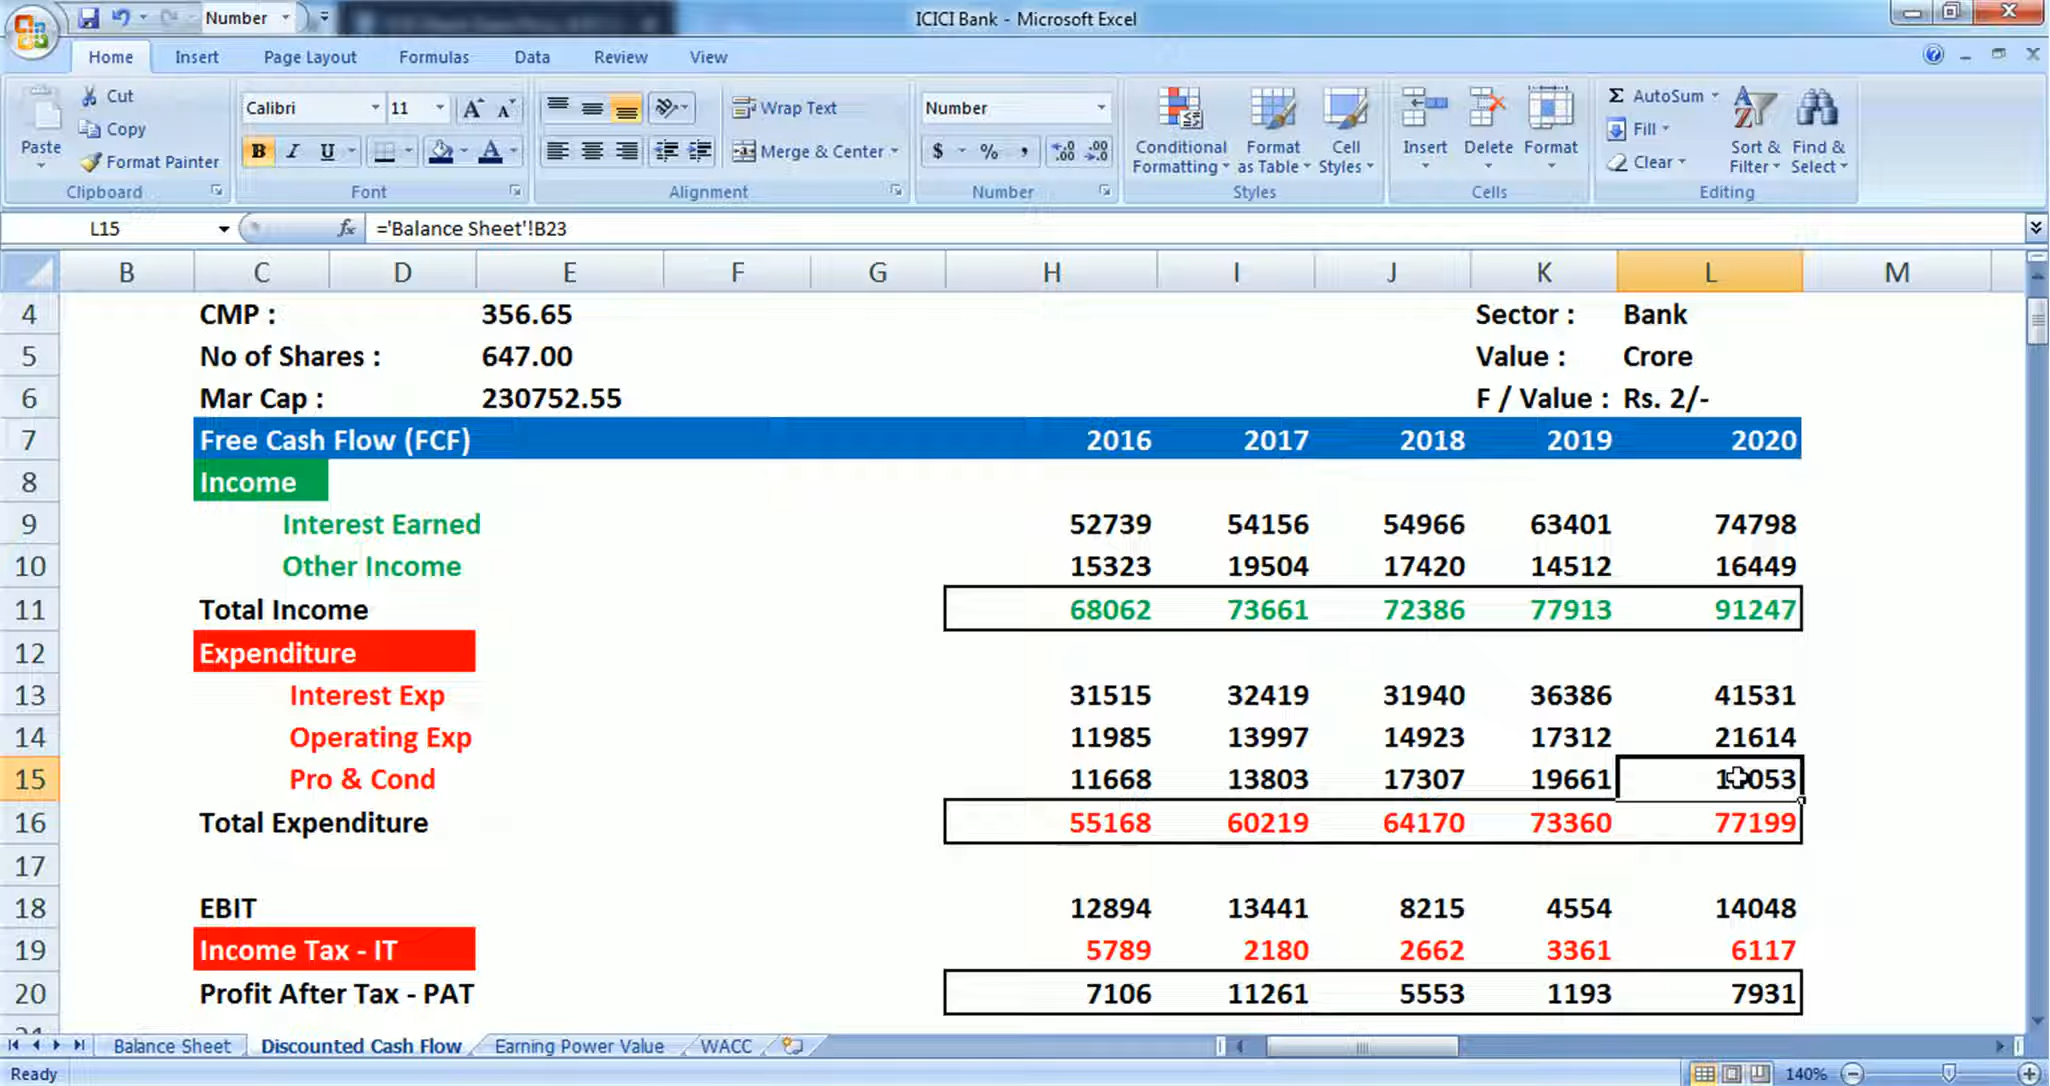 Number
ICICI Bank - Microsoft Excel
Home Insert Page Layout Formulas Data Review View
Paste
Cut
Copy
Format Painter
Clipboard
Calibri 11
B I U
Font
Wrap Text
Merge & Center
Alignment
Number
$ % ,
Number
Conditional Formatting
Format as Table
Cell Styles
Styles
Insert Delete Format
Cells
Σ AutoSum
Fill
Clear
Sort & Filter
Find & Select
Editing
L15 fx ='Balance Sheet'!B23
B C D E F G H I J K L M
4 CMP : 356.65 Sector : Bank
5 No of Shares : 647.00 Value : Crore
6 Mar Cap : 230752.55 F / Value : Rs. 2/-
7 Free Cash Flow (FCF) 2016 2017 2018 2019 2020
8 Income
9 Interest Earned 52739 54156 54966 63401 74798
10 Other Income 15323 19504 17420 14512 16449
11 Total Income 68062 73661 72386 77913 91247
12 Expenditure
13 Interest Exp 31515 32419 31940 36386 41531
14 Operating Exp 11985 13997 14923 17312 21614
15 Pro & Cond 11668 13803 17307 19661
16 Total Expenditure 55168 60219 64170 73360 77199
17
18 EBIT 12894 13441 8215 4554 14048
19 Income Tax - IT 5789 2180 2662 3361 6117
20 Profit After Tax - PAT 7106 11261 5553 1193 7931
Balance Sheet Discounted Cash Flow Earning Power Value WACC
Ready 140%